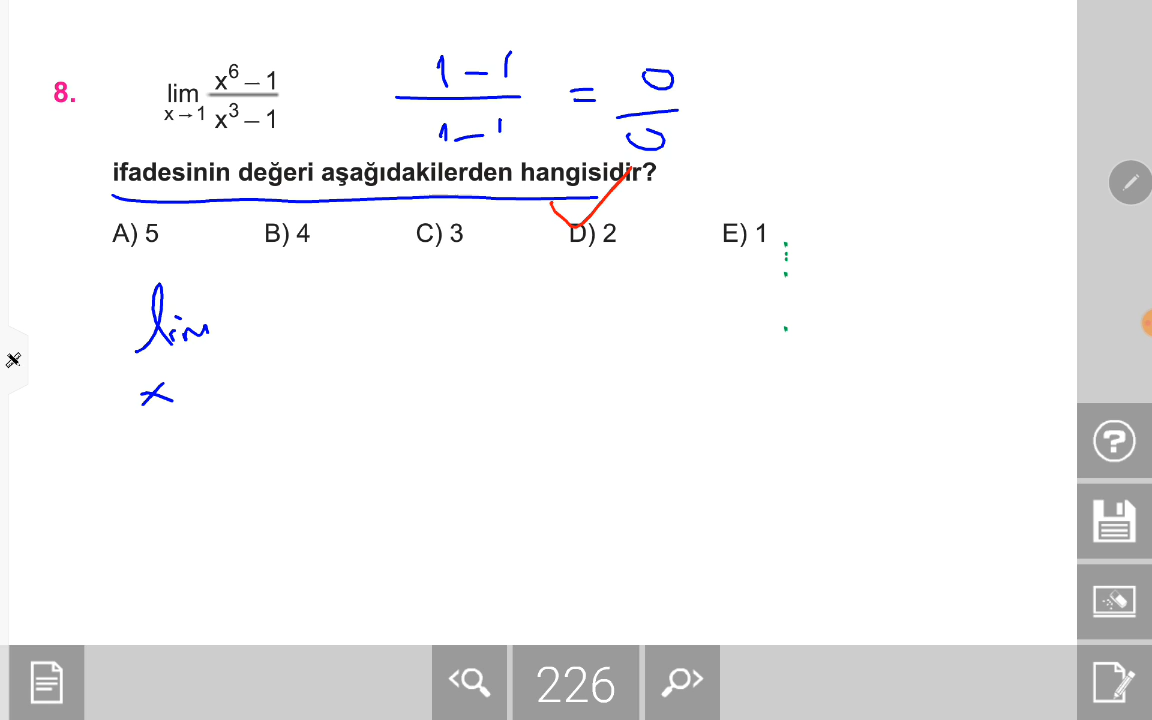 8. lim x→1 x⁶ – 1 / x³ – 1
1 – 1 / 1 – 1 = 0 / 0
ifadesinin değeri aşağıdakilerden hangisidir?
A) 5 B) 4 C) 3 D) 2 E) 1
lim
x
?
< >
226